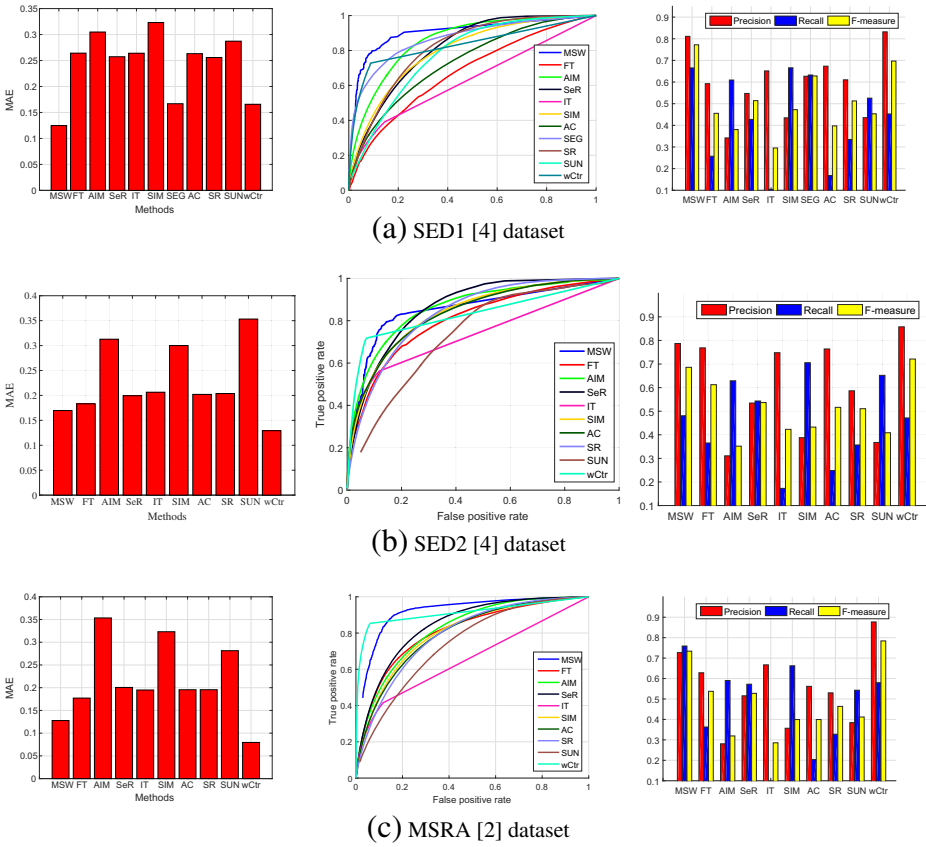 0.35
0.3
0.25
0.2
0.15
0.1
0.05
0
MAE
MSW FT AIM SeR IT SIM SEG AC SR SUN wCtr
Methods
1
0.8
0.6
0.4
0.2
0
0 0.2 0.4 0.6 0.8 1
MSW
FT
AIM
SeR
IT
SIM
AC
SEG
SR
SUN
wCtr
0.9
0.8
0.7
0.6
0.5
0.4
0.3
0.2
0.1
Precision Recall F-measure
MSW FT AIM SeR IT SIM SEG AC SR SUN wCtr
(a) SED1 [4] dataset
0.4
0.35
0.3
0.25
0.2
0.15
0.1
0.05
0
MAE
MSW FT AIM SeR IT SIM AC SR SUN wCtr
Methods
True positive rate
1
0.8
0.6
0.4
0.2
0
0 0.2 0.4 0.6 0.8 1
False positive rate
MSW
FT
AIM
SeR
IT
SIM
AC
SR
SUN
wCtr
0.9
0.8
0.7
0.6
0.5
0.4
0.3
0.2
0.1
Precision Recall F-measure
MSW FT AIM SeR IT SIM AC SR SUN wCtr
(b) SED2 [4] dataset
0.4
0.35
0.3
0.25
0.2
0.15
0.1
0.05
0
MAE
MSW FT AIM SeR IT SIM AC SR SUN wCtr
Methods
True positive rate
1
0.8
0.6
0.4
0.2
0
0 0.2 0.4 0.6 0.8 1
False positive rate
MSW
FT
AIM
SeR
IT
SIM
AC
SR
SUN
wCtr
0.9
0.8
0.7
0.6
0.5
0.4
0.3
0.2
0.1
Precision Recall F-measure
MSW FT AIM SeR IT SIM AC SR SUN wCtr
(c) MSRA [2] dataset